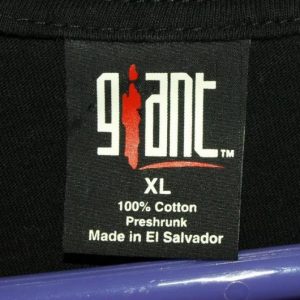 giant™
XL
100% Cotton
Preshrunk
Made in El Salvador